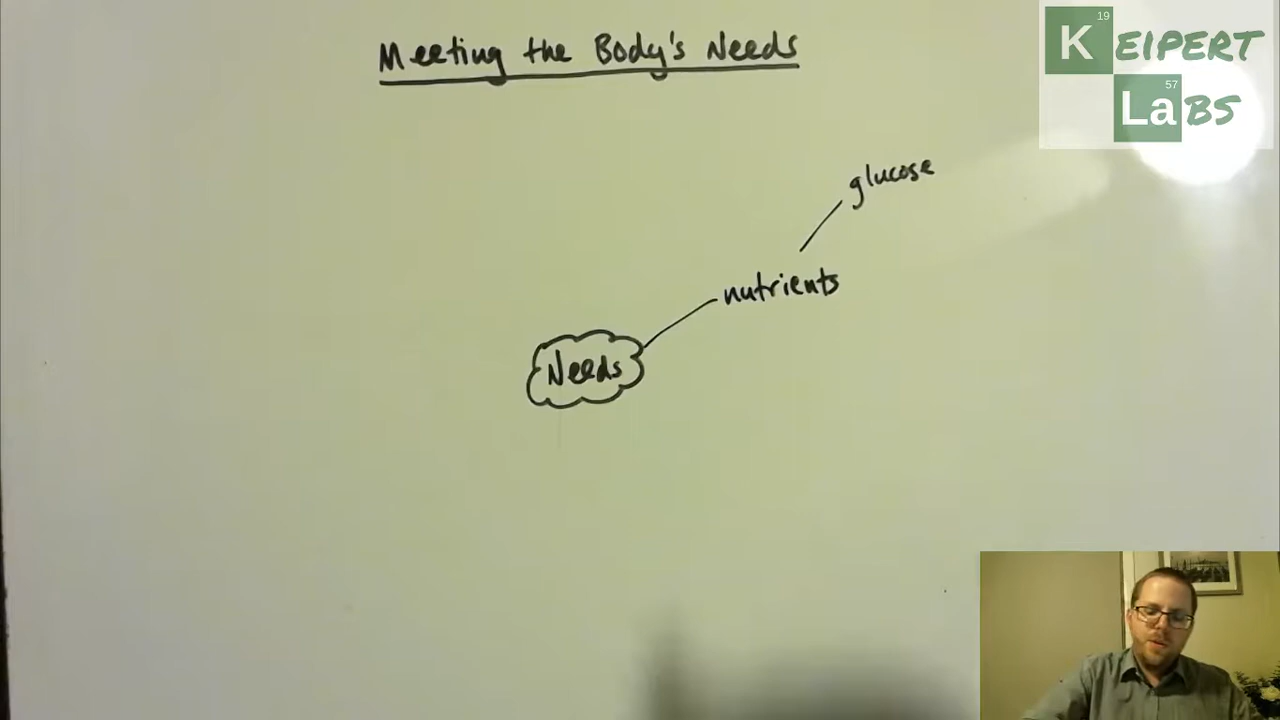 Meeting the Body's Needs
19
KEIPERT
57
LaBS
glucose
nutrients
Needs